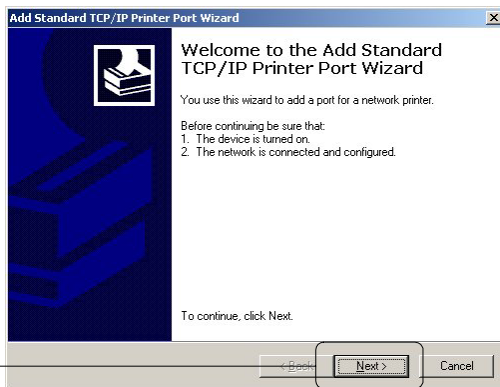 Add Standard TCP/IP Printer Port Wizard
Welcome to the Add Standard
TCP/IP Printer Port Wizard
You use this wizard to add a port for a network printer.
Before continuing be sure that:
1. The device is turned on.
2. The network is connected and configured.
To continue, click Next.
< Back Next > Cancel